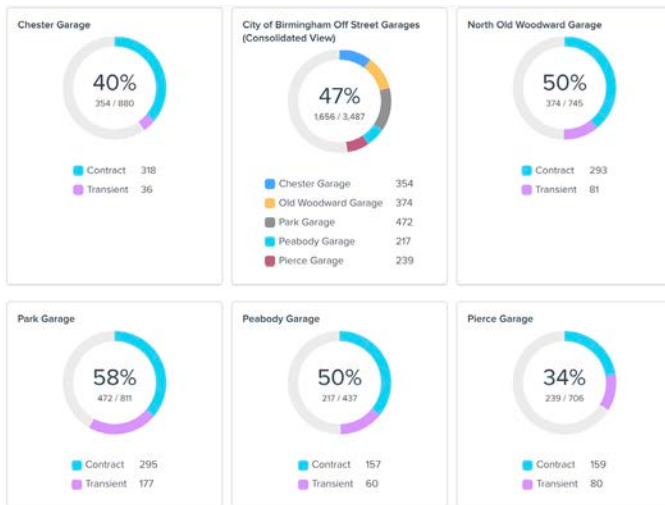 Chester Garage
40%
354 / 880
Contract 318
Transient 36
City of Birmingham Off Street Garages
(Consolidated View)
47%
1,656 / 3,487
Chester Garage 354
Old Woodward Garage 374
Park Garage 472
Peabody Garage 217
Pierce Garage 239
North Old Woodward Garage
50%
374 / 745
Contract 293
Transient 81
Park Garage
58%
472 / 811
Contract 295
Transient 177
Peabody Garage
50%
217 / 437
Contract 157
Transient 60
Pierce Garage
34%
239 / 706
Contract 159
Transient 80